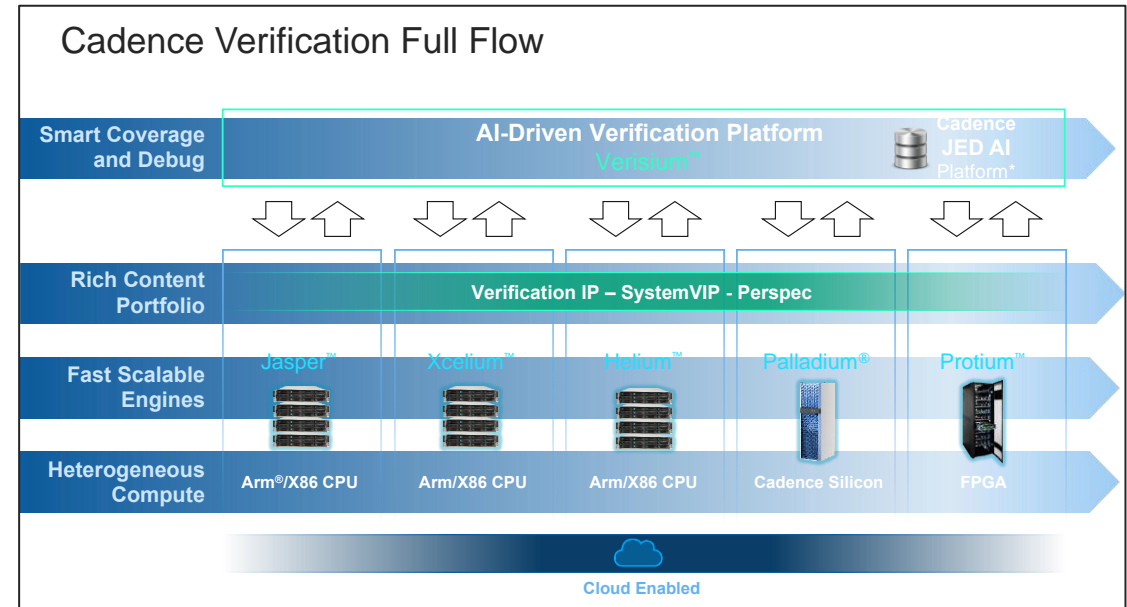 Cadence Verification Full Flow
Smart Coverage
and Debug
AI-Driven Verification Platform
Verisium™
Cadence
JED AI
Platform*
Rich Content
Portfolio
Verification IP – SystemVIP - Perspec
Fast Scalable
Engines
Jasper™
Xcelium™
Helium™
Palladium®
Protium™
Heterogeneous
Compute
Arm®/X86 CPU
Arm/X86 CPU
Arm/X86 CPU
Cadence Silicon
FPGA
Cloud Enabled